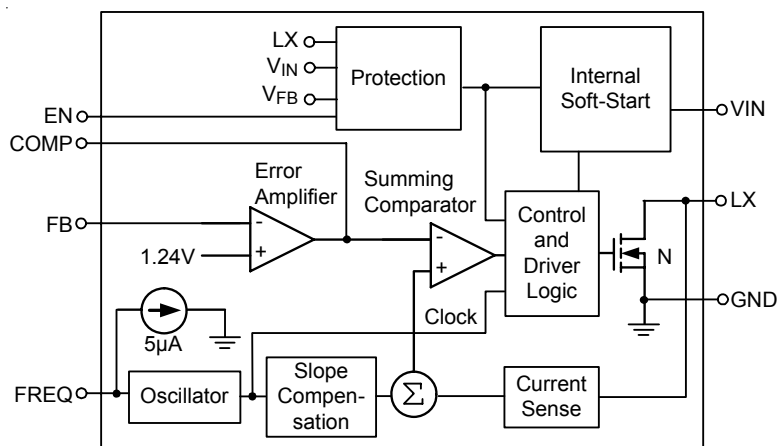 LX
VIN
VFB
Protection
Internal
Soft-Start
EN
VIN
COMP
Error
Amplifier
Summing
Comparator
LX
FB
-
+
1.24V
-
+
Control
and
Driver
Logic
N
GND
5µA
Clock
FREQ
Oscillator
Slope
Compen-
sation
Σ
Current
Sense